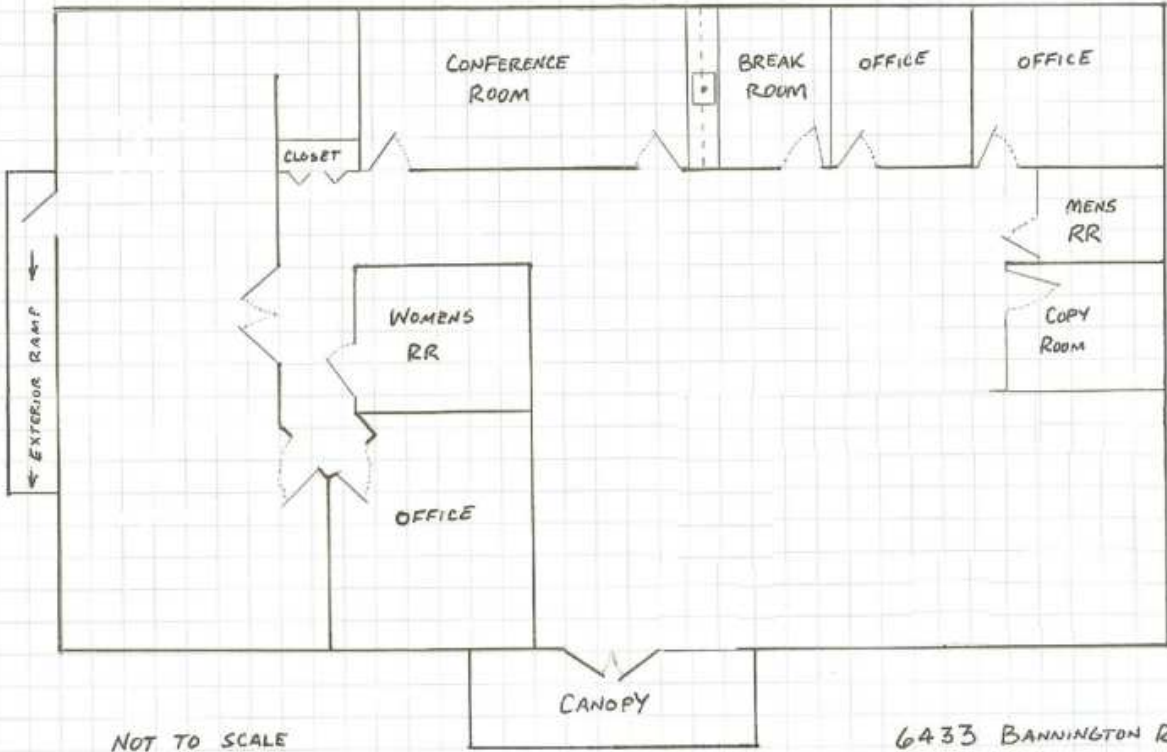 CONFERENCE
ROOM
BREAK
ROOM
OFFICE
OFFICE
CLOSET
MENS
RR
← EXTERIOR RAMP ←
WOMENS
RR
COPY
ROOM
OFFICE
CANOPY
NOT TO SCALE
6433 BANNINGTON